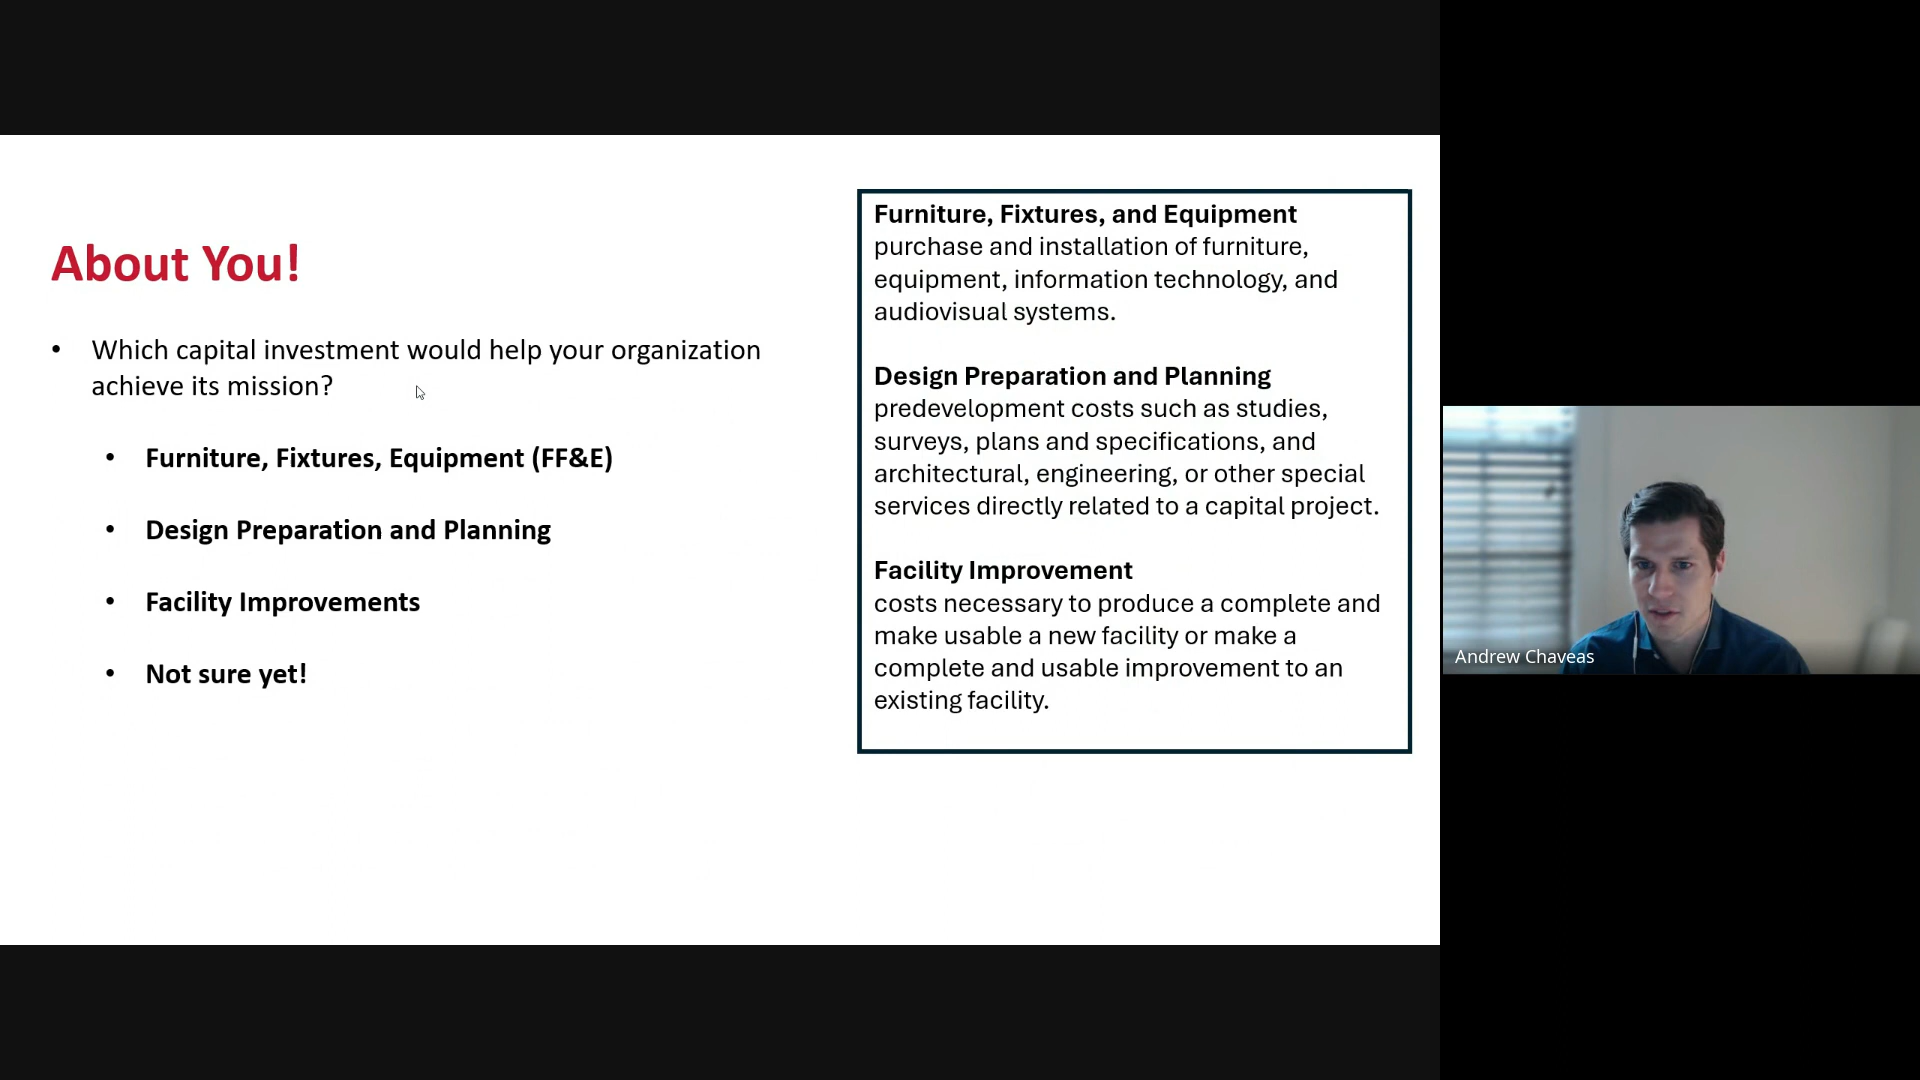 About You!
• Which capital investment would help your organization
achieve its mission?
• Furniture, Fixtures, Equipment (FF&E)
• Design Preparation and Planning
• Facility Improvements
• Not sure yet!
Furniture, Fixtures, and Equipment
purchase and installation of furniture,
equipment, information technology, and
audiovisual systems.
Design Preparation and Planning
predevelopment costs such as studies,
surveys, plans and specifications, and
architectural, engineering, or other special
services directly related to a capital project.
Facility Improvement
costs necessary to produce a complete and
make usable a new facility or make a
complete and usable improvement to an
existing facility.
Andrew Chaveas